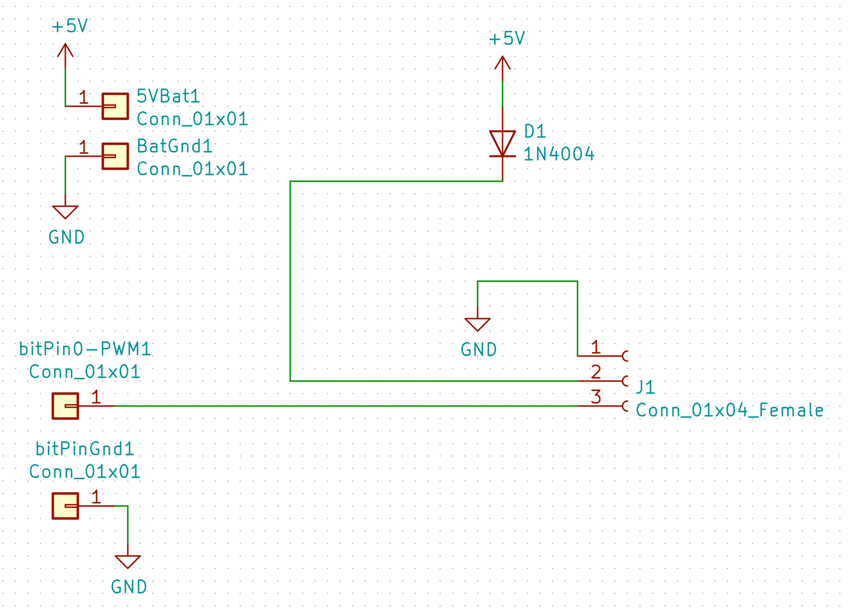 +5V
1
5VBat1
Conn_01x01
1
BatGnd1
Conn_01x01
GND
+5V
D1
1N4004
GND
1
2
3
J1
Conn_01x04_Female
bitPin0-PWM1
Conn_01x01
1
bitPinGnd1
Conn_01x01
1
GND